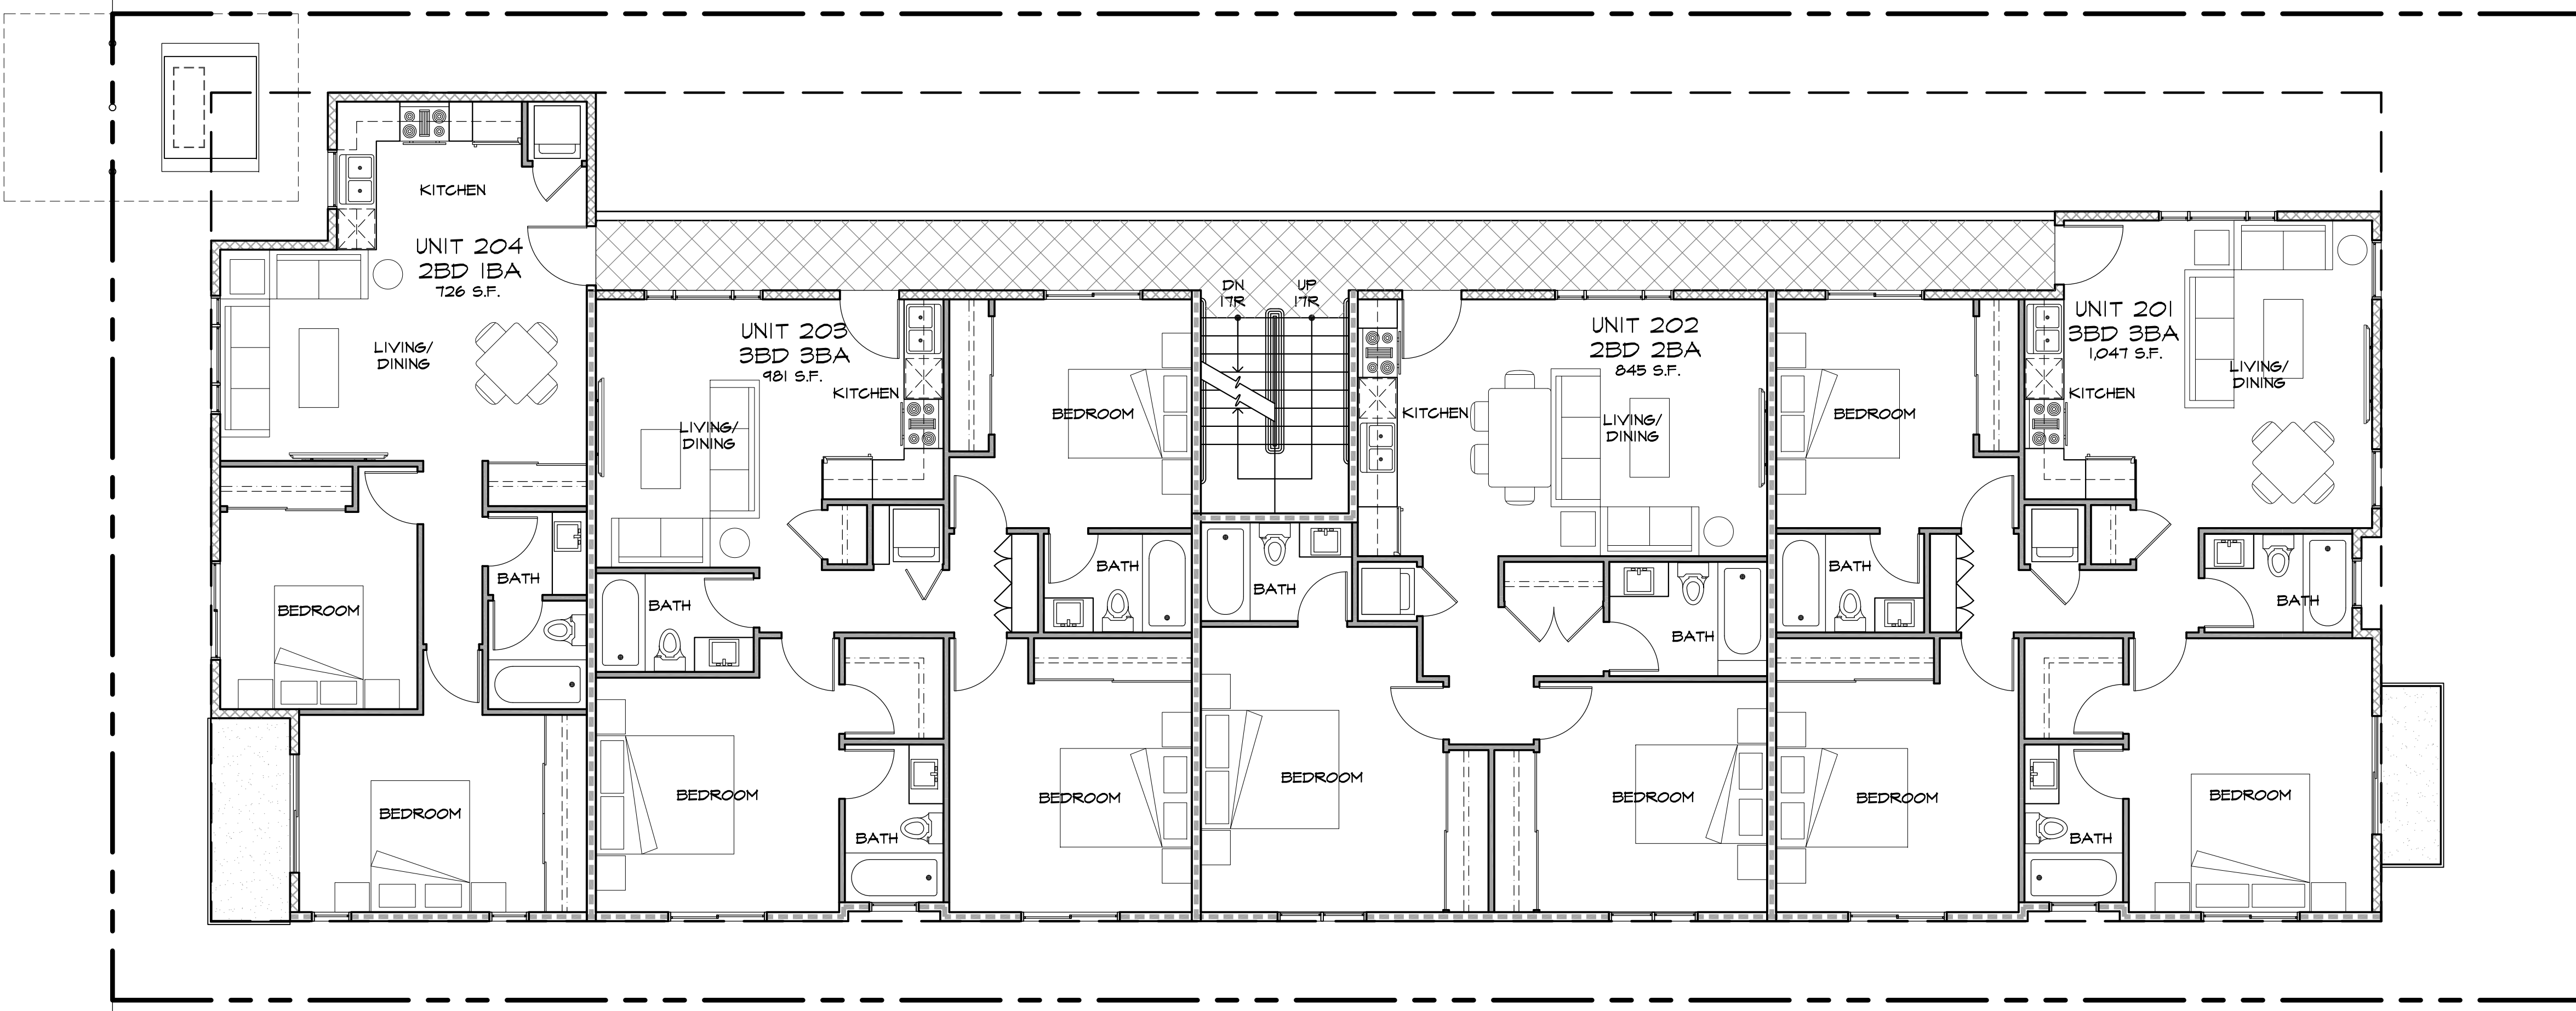 KITCHEN
UNIT 204
2BD 1BA
726 S.F.
LIVING/
DINING
BATH
BEDROOM
BEDROOM
UNIT 203
3BD 3BA
981 S.F.
KITCHEN
LIVING/
DINING
BEDROOM
BATH
BATH
BEDROOM
BATH
BEDROOM
DN
17R
UP
17R
UNIT 202
2BD 2BA
845 S.F.
KITCHEN
LIVING/
DINING
BATH
BATH
BEDROOM
BEDROOM
UNIT 201
3BD 3BA
1,047 S.F.
LIVING/
DINING
KITCHEN
BEDROOM
BATH
BATH
BEDROOM
BATH
BEDROOM